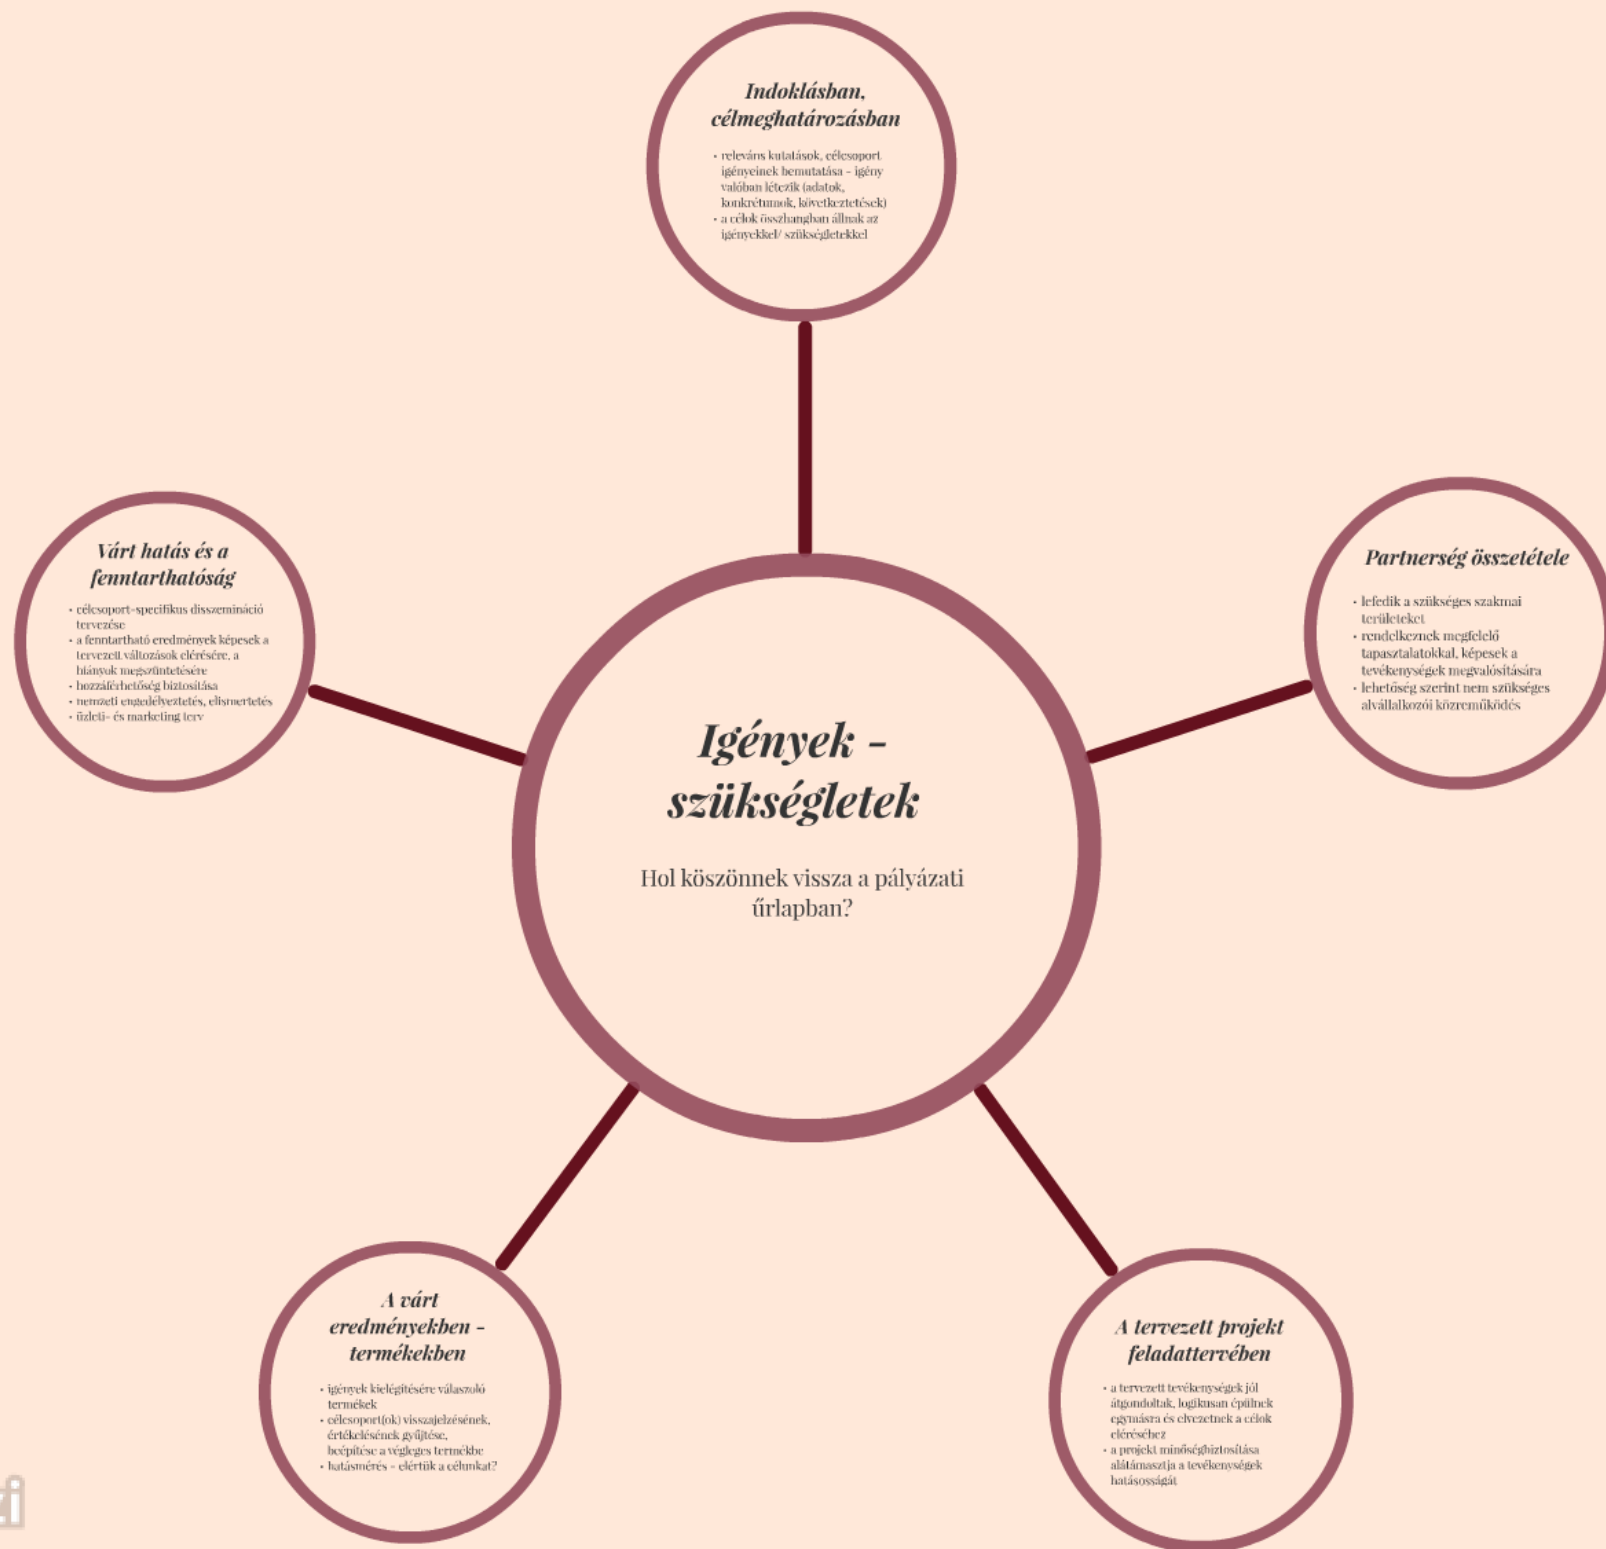 Indoklásban,
célmeghatározásban
• releváns kutatások, célcsoport
igényeinek bemutatása - igény
valóban létezik (adatok,
konkrétumok, következtetések)
• a célok összhangban állnak az
igényekkel/ szükségletekkel
Partnerség összetétele
• lefedik a szükséges szakmai
területeket
• rendelkeznek megfelelő
tapasztalatokkal, képesek a
tevékenységek megvalósítására
• lehetőség szerint nem szükséges
alvállalkozói közreműködés
Várt hatás és a
fenntarthatóság
• célcsoport-specifikus disszemináció
tervezése
• a fenntartható eredmények képesek a
tervezett változások elérésére, a
hiányok megszüntetésére
• hozzáférhetőség biztosítása
• nemzeti engedélyeztetés, elismertetés
• üzleti- és marketing terv
Igények -
szükségletek
Hol köszönnek vissza a pályázati
űrlapban?
A várt
eredményekben -
termékekben
• igények kielégítésére válaszoló
termékek
• célcsoport(ok) visszajelzésének,
értékelésének gyűjtése,
beépítése a végleges termékbe
• hatásmérés - elértük a célunkat?
A tervezett projekt
feladattervében
• a tervezett tevékenységek jól
átgondoltak, logikusan épülnek
egymásra és elvezetnek a célok
eléréséhez
• a projekt minőségbiztosítása
alátámasztja a tevékenységek
hatásosságát
zi